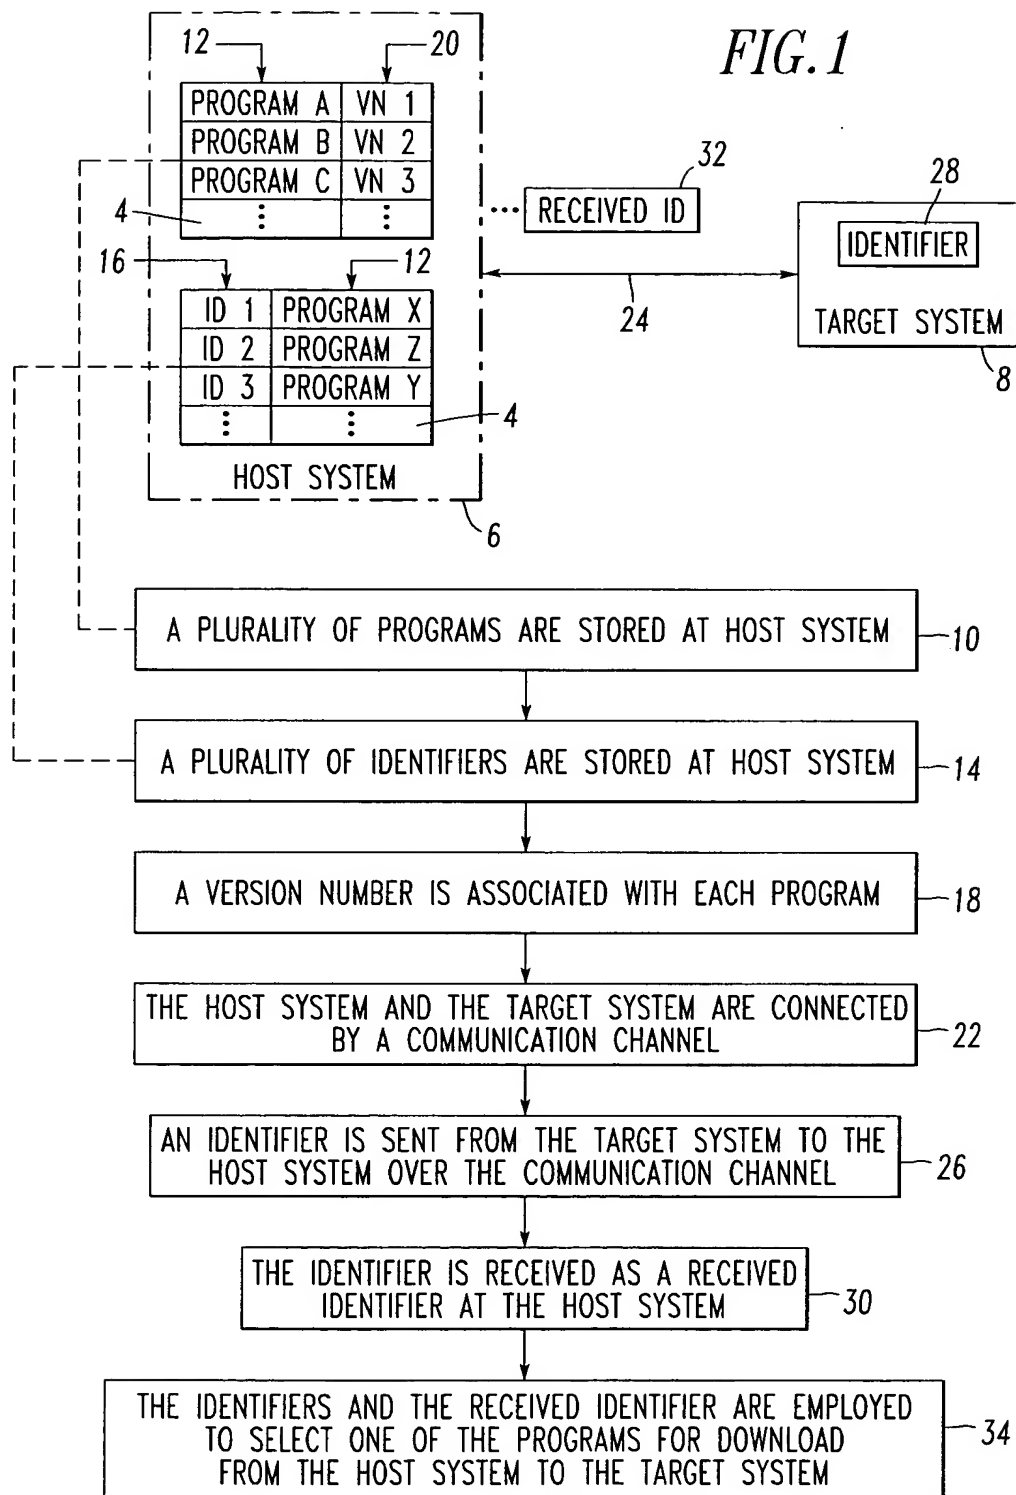 FIG. 1
12
20
PROGRAM A VN 1
PROGRAM B VN 2
PROGRAM C VN 3
4
32
RECEIVED ID
28
IDENTIFIER
TARGET SYSTEM
8
24
16
12
ID 1 PROGRAM X
ID 2 PROGRAM Z
ID 3 PROGRAM Y
4
HOST SYSTEM
6
A PLURALITY OF PROGRAMS ARE STORED AT HOST SYSTEM
10
A PLURALITY OF IDENTIFIERS ARE STORED AT HOST SYSTEM
14
A VERSION NUMBER IS ASSOCIATED WITH EACH PROGRAM
18
THE HOST SYSTEM AND THE TARGET SYSTEM ARE CONNECTED
BY A COMMUNICATION CHANNEL
22
AN IDENTIFIER IS SENT FROM THE TARGET SYSTEM TO THE
HOST SYSTEM OVER THE COMMUNICATION CHANNEL
26
THE IDENTIFIER IS RECEIVED AS A RECEIVED
IDENTIFIER AT THE HOST SYSTEM
30
THE IDENTIFIERS AND THE RECEIVED IDENTIFIER ARE EMPLOYED
TO SELECT ONE OF THE PROGRAMS FOR DOWNLOAD
FROM THE HOST SYSTEM TO THE TARGET SYSTEM
34